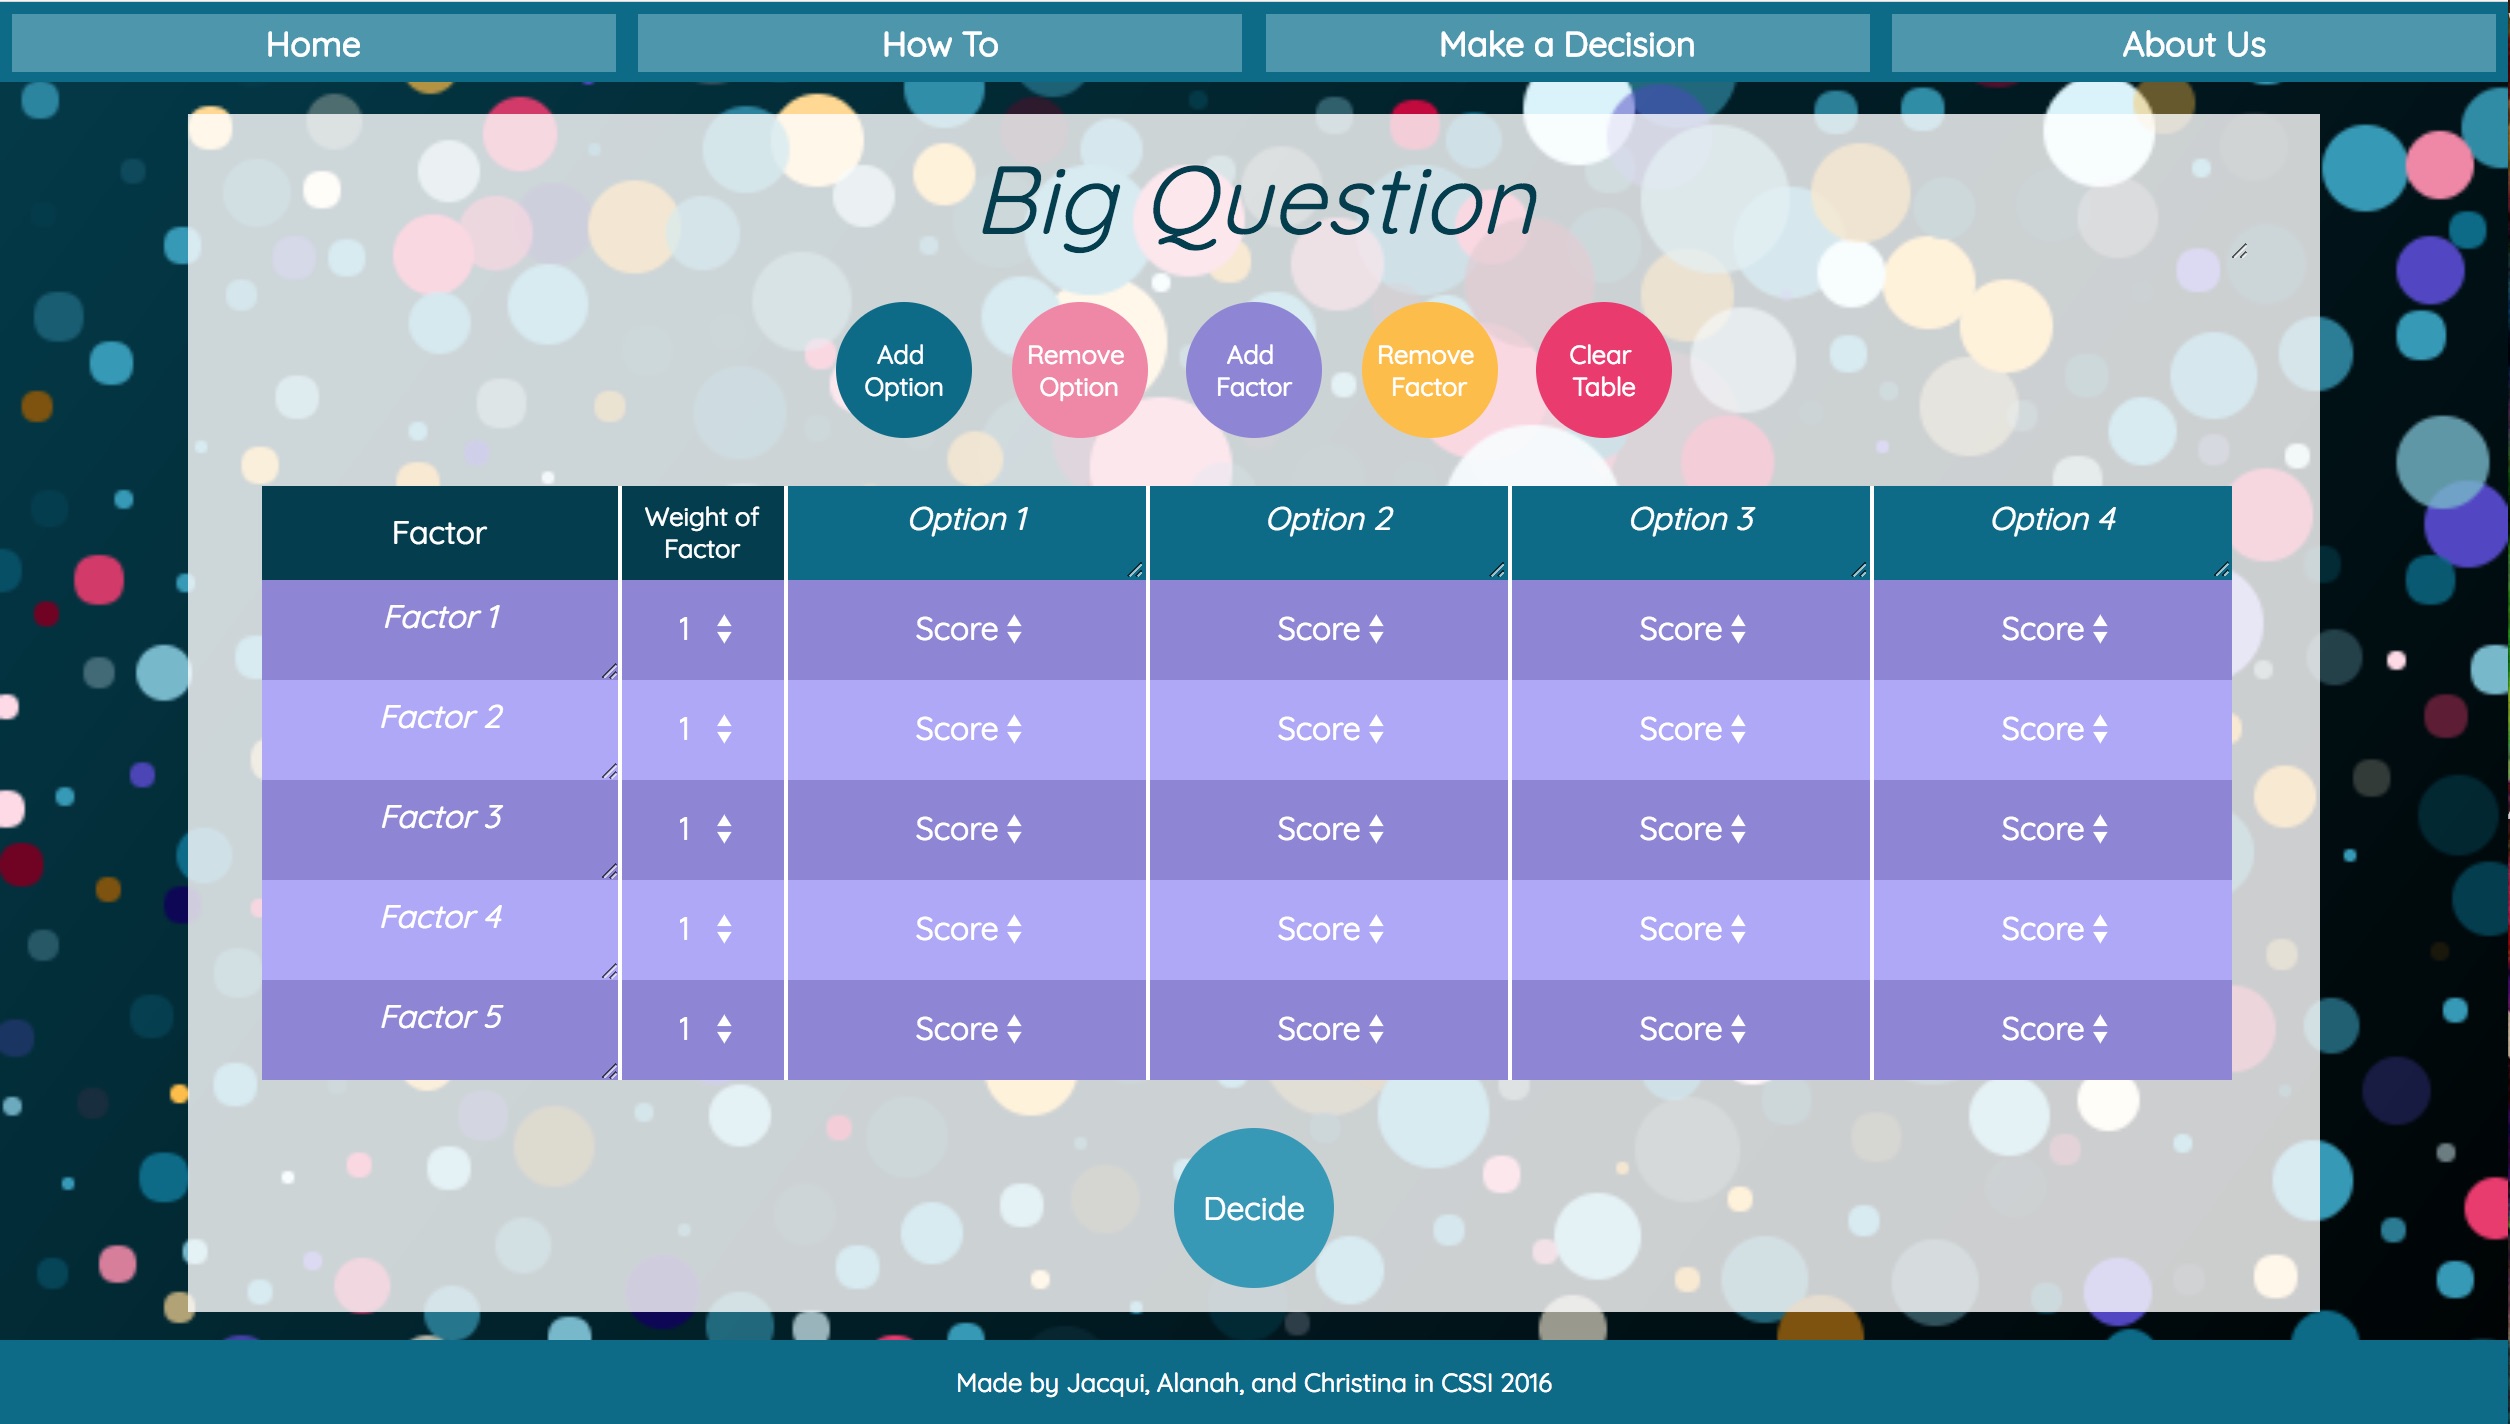 Home How To Make a Decision About Us
Big Question
Add Option
Remove Option
Add Factor
Remove Factor
Clear Table
Factor Weight of Factor Option 1 Option 2 Option 3 Option 4
Factor 1 1 Score Score Score Score
Factor 2 1 Score Score Score Score
Factor 3 1 Score Score Score Score
Factor 4 1 Score Score Score Score
Factor 5 1 Score Score Score Score
Decide
Made by Jacqui, Alanah, and Christina in CSSI 2016